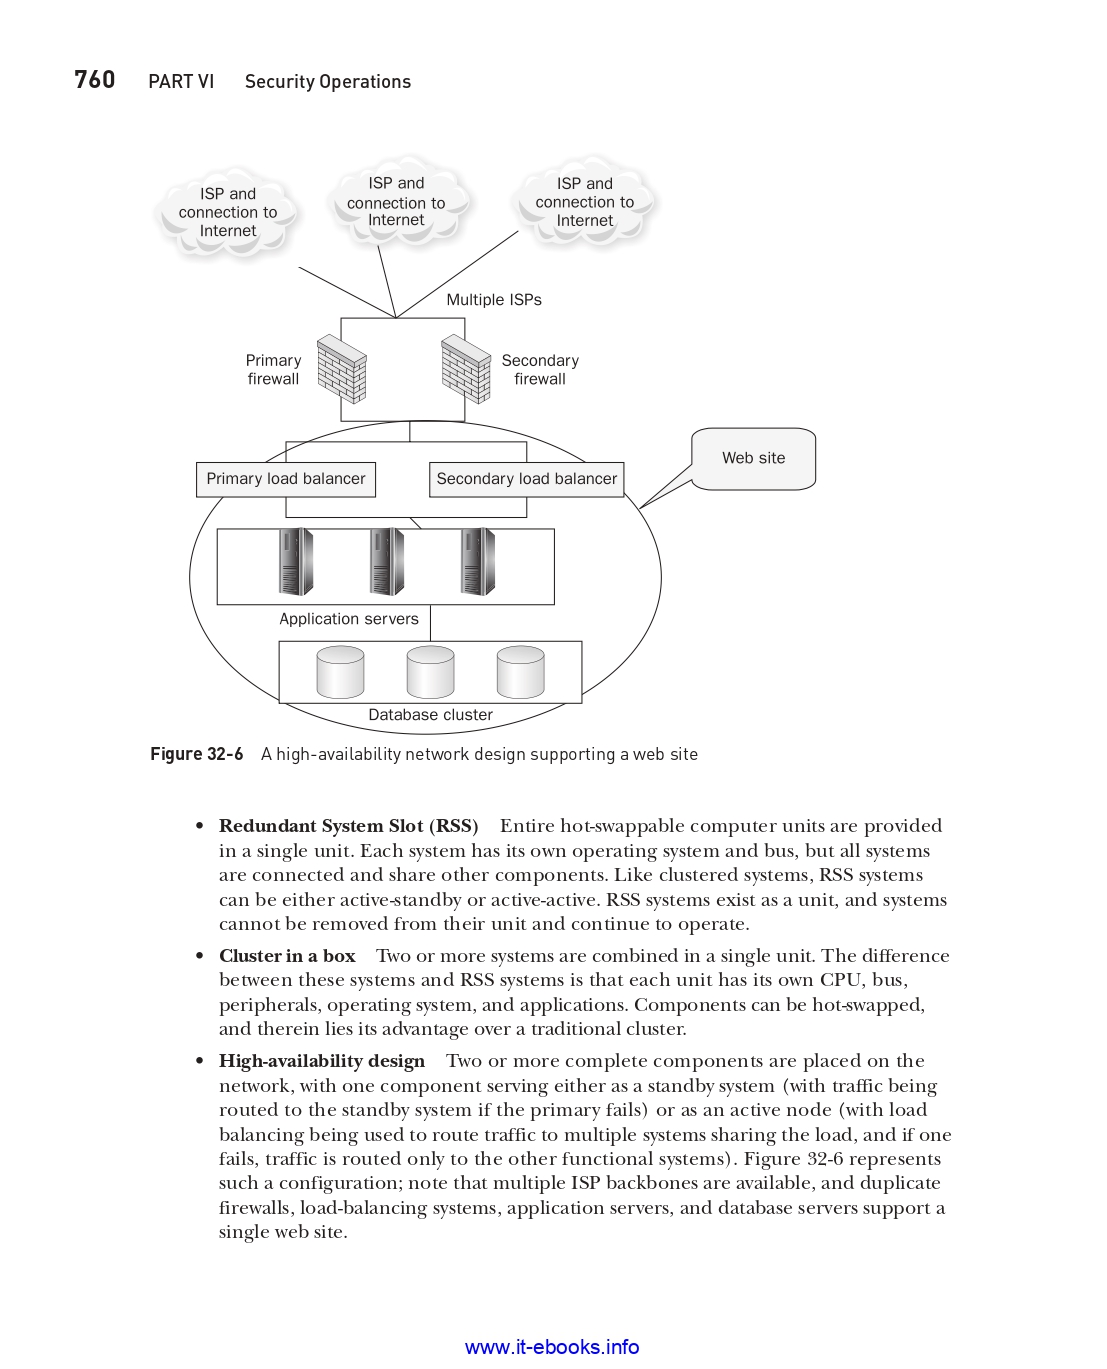 760 PART VI Security Operations
ISP and
connection to
Internet
ISP and
connection to
Internet
ISP and
connection to
Internet
Multiple ISPs
Primary
firewall
Secondary
firewall
Web site
Primary load balancer
Secondary load balancer
Application servers
Database cluster
Figure 32-6 A high-availability network design supporting a web site
• Redundant System Slot (RSS) Entire hot-swappable computer units are provided
in a single unit. Each system has its own operating system and bus, but all systems
are connected and share other components. Like clustered systems, RSS systems
can be either active-standby or active-active. RSS systems exist as a unit, and systems
cannot be removed from their unit and continue to operate.
• Cluster in a box Two or more systems are combined in a single unit. The difference
between these systems and RSS systems is that each unit has its own CPU, bus,
peripherals, operating system, and applications. Components can be hot-swapped,
and therein lies its advantage over a traditional cluster.
• High-availability design Two or more complete components are placed on the
network, with one component serving either as a standby system (with traffic being
routed to the standby system if the primary fails) or as an active node (with load
balancing being used to route traffic to multiple systems sharing the load, and if one
fails, traffic is routed only to the other functional systems). Figure 32-6 represents
such a configuration; note that multiple ISP backbones are available, and duplicate
firewalls, load-balancing systems, application servers, and database servers support a
single web site.
www.it-ebooks.info